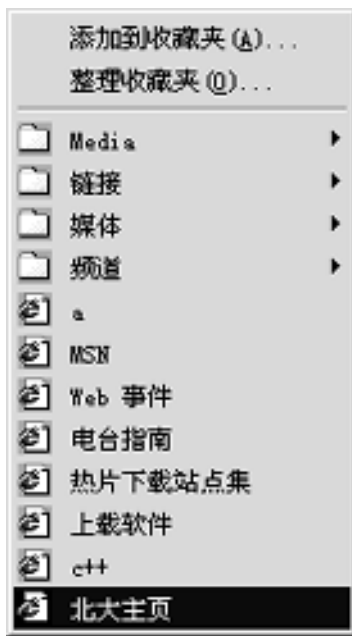 添加到收藏夹(A)...
整理收藏夹(O)...
Media
链接
媒体
频道
a
MSN
Web 事件
电台指南
热片下载站点集
上载软件
c++
北大主页